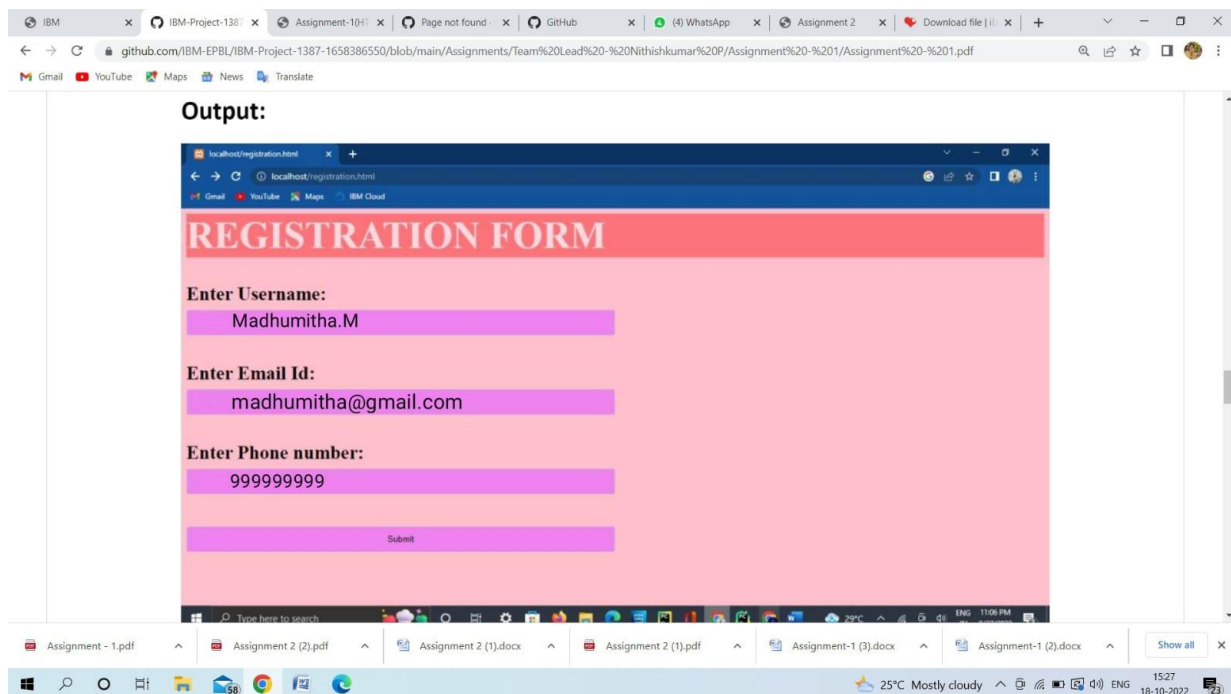 IBM
IBM-Project-1387
Assignment-1(HT
Page not found ·
GitHub
(4) WhatsApp
Assignment 2
Download file | iL
github.com/IBM-EPBL/IBM-Project-1387-1658386550/blob/main/Assignments/Team%20Lead%20-%20Nithishkumar%20P/Assignment%20-%201/Assignment%20-%201.pdf
Gmail YouTube Maps News Translate
Output:
localhost/registration.html
localhost/registration.html
Gmail YouTube Maps IBM Cloud
REGISTRATION FORM
Enter Username:
Madhumitha.M
Enter Email Id:
madhumitha@gmail.com
Enter Phone number:
999999999
Submit
Type here to search
29°C ENG 11:06 PM
Assignment - 1.pdf
Assignment 2 (2).pdf
Assignment 2 (1).docx
Assignment 2 (1).pdf
Assignment-1 (3).docx
Assignment-1 (2).docx
Show all
58
25°C Mostly cloudy ENG 15:27
18-10-2022